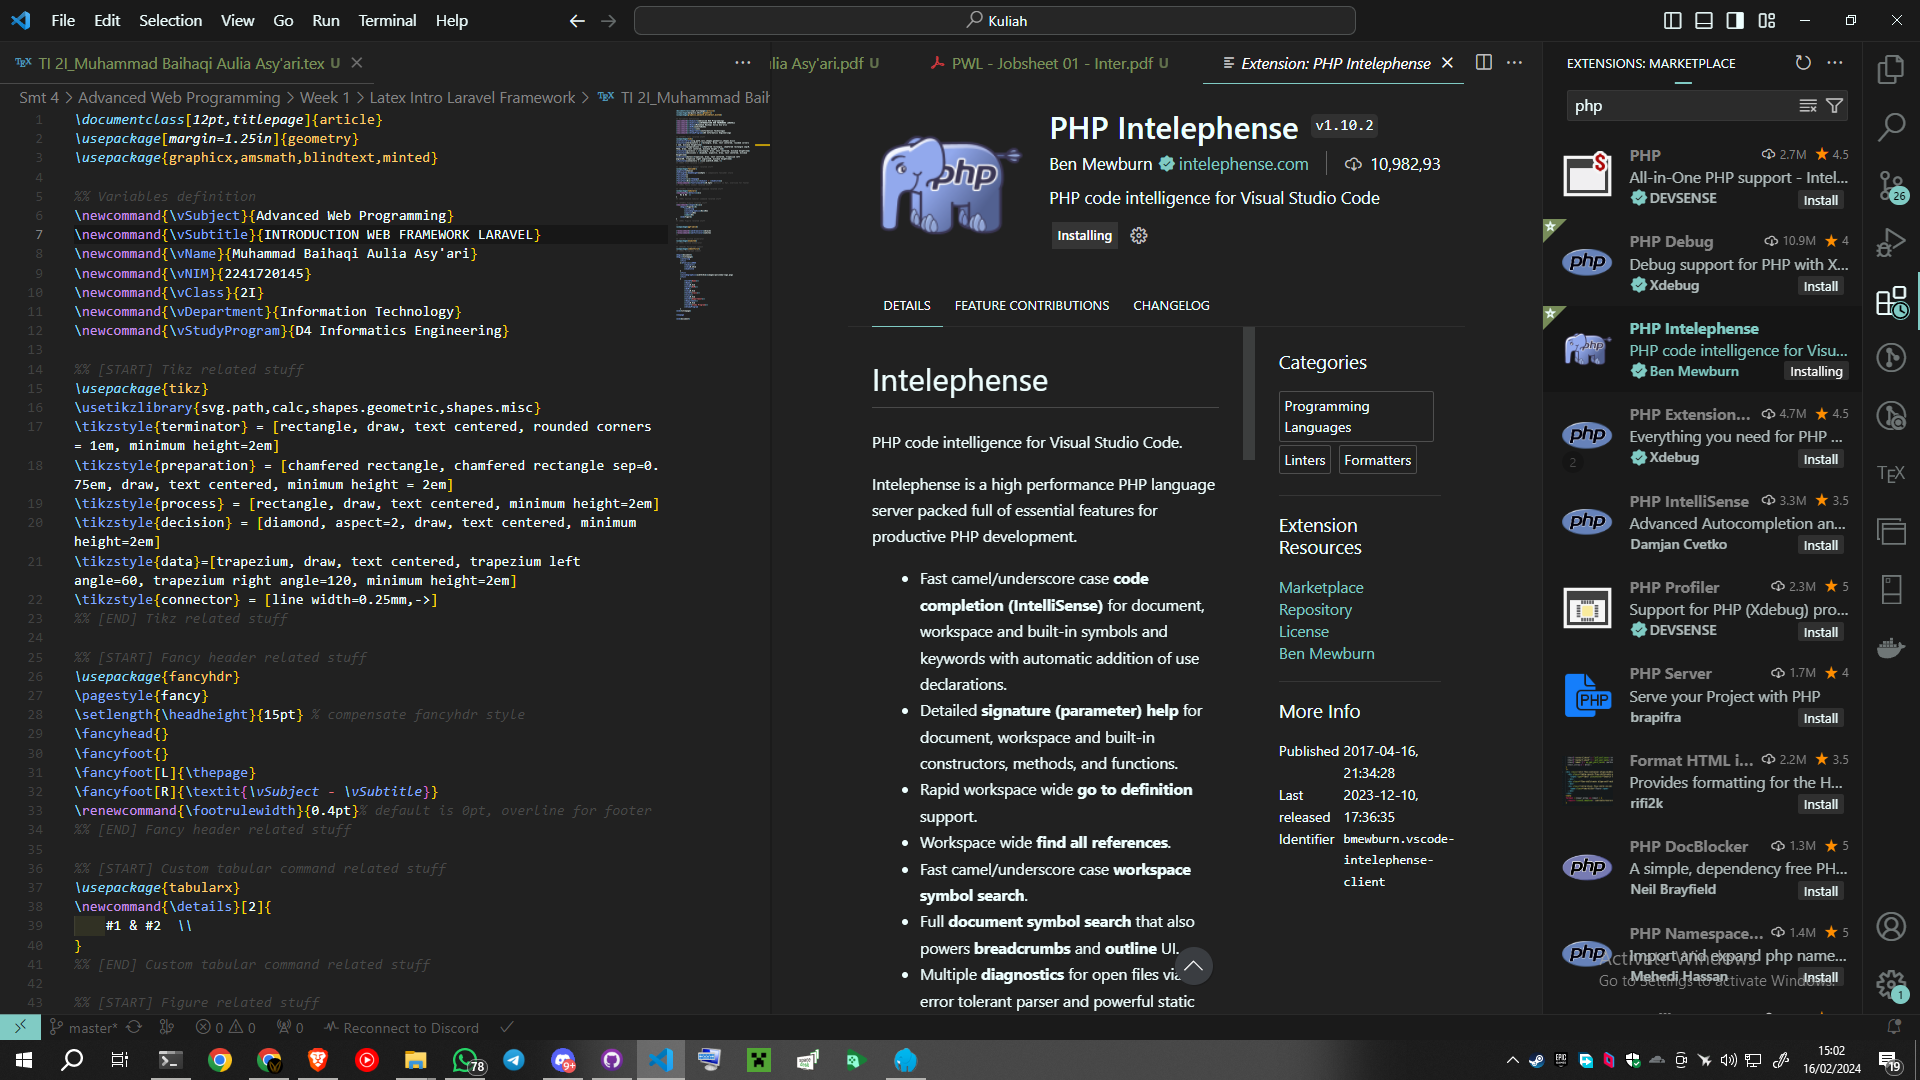 File Edit Selection View Go Run Terminal Help
Kuliah
TI 2I_Muhammad Baihaqi Aulia Asy'ari.tex U
lia Asy'ari.pdf U
PWL - Jobsheet 01 - Inter.pdf U
Extension: PHP Intelephense
Smt 4 > Advanced Web Programming > Week 1 > Latex Intro Laravel Framework > TEX TI 2I_Muhammad Baih
1 \documentclass[12pt,titlepage]{article}
2 \usepackage[margin=1.25in]{geometry}
3 \usepackage{graphicx,amsmath,blindtext,minted}
4
5 %% Variables definition
6 \newcommand{\vSubject}{Advanced Web Programming}
7 \newcommand{\vSubtitle}{INTRODUCTION WEB FRAMEWORK LARAVEL}
8 \newcommand{\vName}{Muhammad Baihaqi Aulia Asy'ari}
9 \newcommand{\vNIM}{2241720145}
10 \newcommand{\vClass}{2I}
11 \newcommand{\vDepartment}{Information Technology}
12 \newcommand{\vStudyProgram}{D4 Informatics Engineering}
13
14 %% [START] Tikz related stuff
15 \usepackage{tikz}
16 \usetikzlibrary{svg.path,calc,shapes.geometric,shapes.misc}
17 \tikzstyle{terminator} = [rectangle, draw, text centered, rounded corners
= 1em, minimum height=2em]
18 \tikzstyle{preparation} = [chamfered rectangle, chamfered rectangle sep=0.
75em, draw, text centered, minimum height = 2em]
19 \tikzstyle{process} = [rectangle, draw, text centered, minimum height=2em]
20 \tikzstyle{decision} = [diamond, aspect=2, draw, text centered, minimum
height=2em]
21 \tikzstyle{data}=[trapezium, draw, text centered, trapezium left
angle=60, trapezium right angle=120, minimum height=2em]
22 \tikzstyle{connector} = [line width=0.25mm,->]
23 %% [END] Tikz related stuff
24
25 %% [START] Fancy header related stuff
26 \usepackage{fancyhdr}
27 \pagestyle{fancy}
28 \setlength{\headheight}{15pt} % compensate fancyhdr style
29 \fancyhead{}
30 \fancyfoot{}
31 \fancyfoot[L]{\thepage}
32 \fancyfoot[R]{\textit{\vSubject - \vSubtitle}}
33 \renewcommand{\footrulewidth}{0.4pt}% default is 0pt, overline for footer
34 %% [END] Fancy header related stuff
35
36 %% [START] Custom tabular command related stuff
37 \usepackage{tabularx}
38 \newcommand{\details}[2]{
39 #1 & #2 \\
40 }
41 %% [END] Custom tabular command related stuff
42
43 %% [START] Figure related stuff
PHP Intelephense v1.10.2
Ben Mewburn intelephense.com | 10,982,93
PHP code intelephense for Visual Studio Code
Installing
DETAILS FEATURE CONTRIBUTIONS CHANGELOG
Intelephense
PHP code intelligence for Visual Studio Code.
Intelephense is a high performance PHP language
server packed full of essential features for
productive PHP development.
• Fast camel/underscore case code
completion (IntelliSense) for document,
workspace and built-in symbols and
keywords with automatic addition of use
declarations.
• Detailed signature (parameter) help for
document, workspace and built-in
constructors, methods, and functions.
• Rapid workspace wide go to definition
support.
• Workspace wide find all references.
• Fast camel/underscore case workspace
symbol search.
• Full document symbol search that also
powers breadcrumbs and outline UI.
• Multiple diagnostics for open files via
error tolerant parser and powerful static
Categories
Programming
Languages
Linters Formatters
Extension
Resources
Marketplace
Repository
License
Ben Mewburn
More Info
Published 2017-04-16,
21:34:28
Last 2023-12-10,
released 17:36:35
Identifier bmewburn.vscode-
intelephense-
client
EXTENSIONS: MARKETPLACE
php
PHP 2.7M 4.5
All-in-One PHP support - Intel...
DEVSENSE Install
PHP Debug 10.9M 4
Debug support for PHP with X...
Xdebug Install
PHP Intelephense
PHP code intelligence for Visu...
Ben Mewburn Installing
PHP Extension... 4.7M 4.5
Everything you need for PHP ...
Xdebug Install
2
PHP IntelliSense 3.3M 3.5
Advanced Autocompletion an...
Damjan Cvetko Install
PHP Profiler 2.3M 5
Support for PHP (Xdebug) pro...
DEVSENSE Install
PHP Server 1.7M 4
Serve your Project with PHP
brapifra Install
Format HTML i... 2.2M 3.5
Provides formatting for the H...
rifi2k Install
PHP DocBlocker 1.3M 5
A simple, dependency free PH...
Neil Brayfield Install
PHP Namespace... 1.4M 5
Import and expand php name...
Mehedi Hassan Install
Activate Windows
Go to Settings to activate Windows.
26
TEX
1
master* 0 0 0 Reconnect to Discord
78
9+
15:02
16/02/2024
19